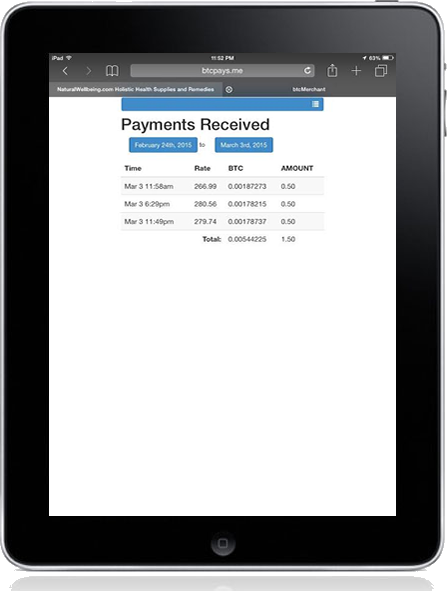 iPad 11:52 PM 63%
btcpays.me
NaturalWellbeing.com Holistic Health Supplies and Remedies btcMerchant
Payments Received
February 24th, 2015 to March 3rd, 2015
Time Rate BTC AMOUNT
Mar 3 11:58am 266.99 0.00187273 0.50
Mar 3 6:29pm 280.56 0.00178215 0.50
Mar 3 11:49pm 279.74 0.00178737 0.50
Total: 0.00544225 1.50